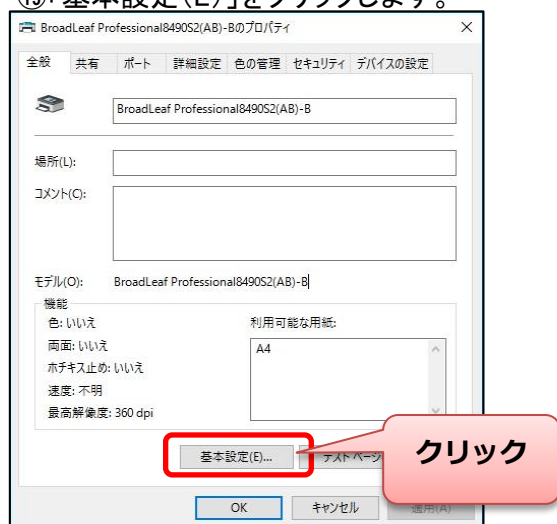 「基本設定(E)」をクリックします。
BroadLeaf Professional8490S2(AB)-Bのプロパティ
全般 共有 ポート 詳細設定 色の管理 セキュリティ デバイスの設定
BroadLeaf Professional8490S2(AB)-B
場所(L):
コメント(C):
モデル(O): BroadLeaf Professional8490S2(AB)-B
機能
色: いいえ 利用可能な用紙:
両面: いいえ A4
ホチキス止め: いいえ
速度: 不明
最高解像度: 360 dpi
基本設定(E)... テスト ページ
クリック
OK キャンセル 適用(A)